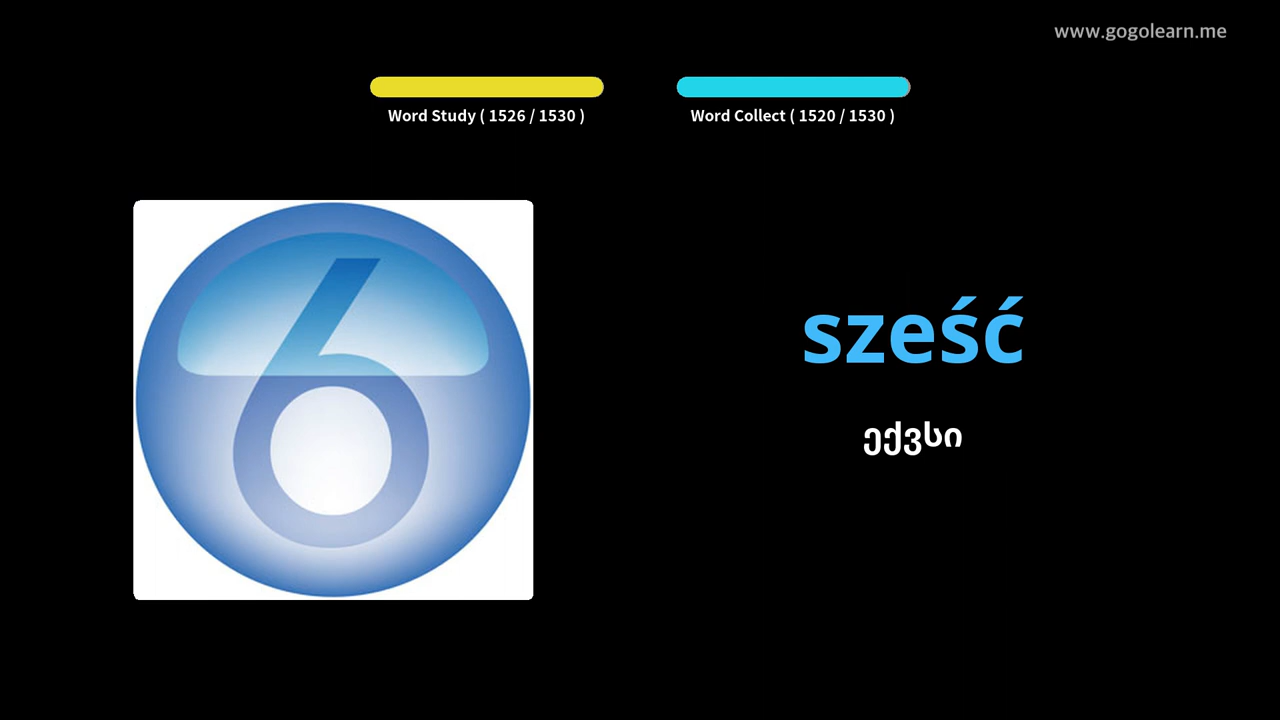 www.gogolearn.me
Word Study ( 1526 / 1530 )
Word Collect ( 1520 / 1530 )
6
sześć
ექვსი